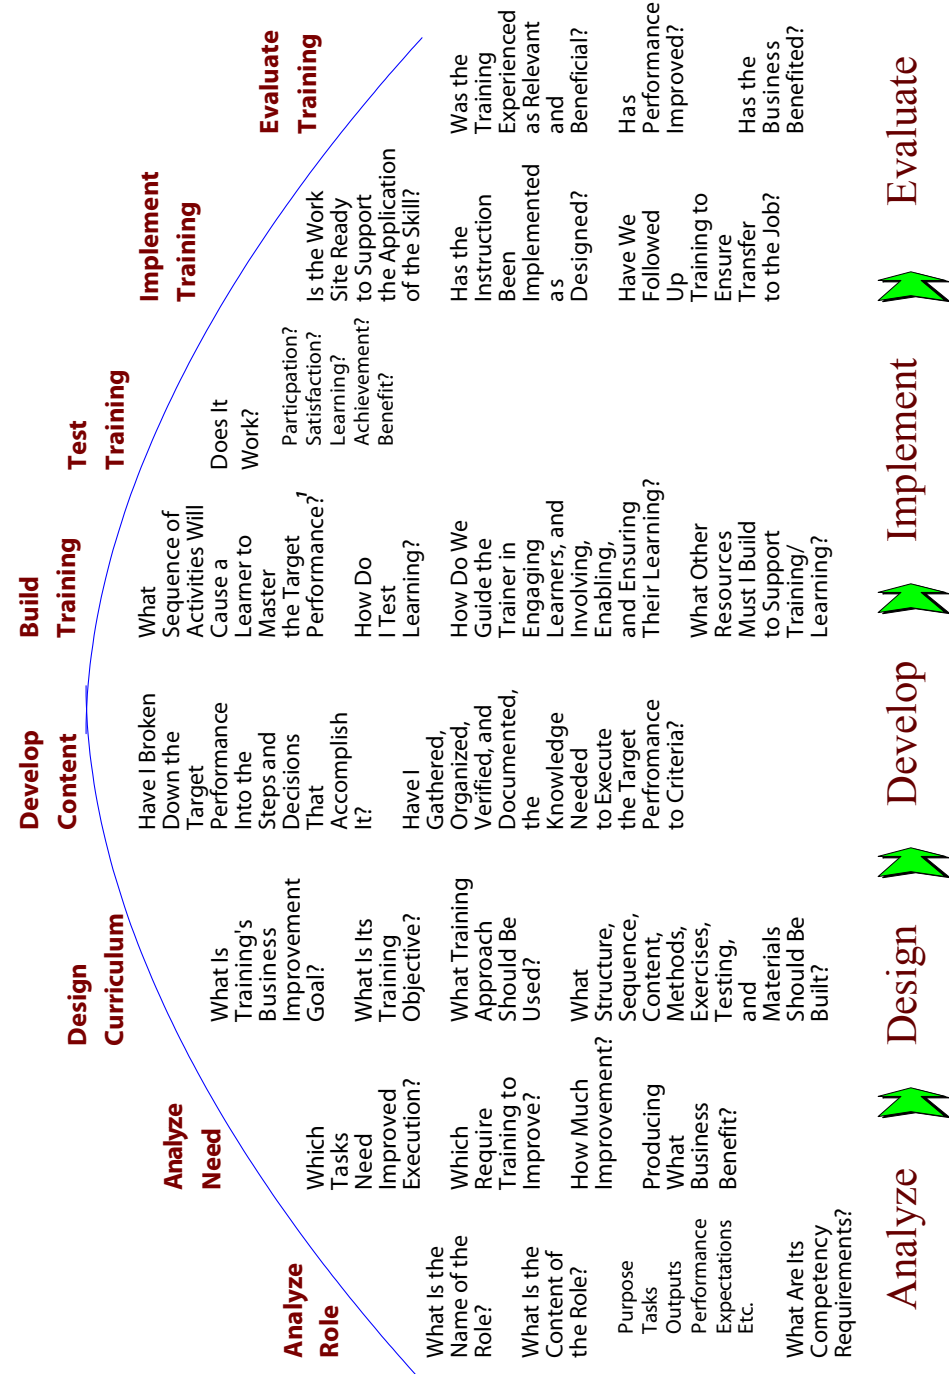 Analyze
Role
What Is the
Name of the
Role?
What Is the
Content of
the Role?
Purpose
Tasks
Outputs
Performance
Expectations
Etc.
What Are Its
Competency
Requirements?
Analyze
Need
Which
Tasks
Need
Improved
Execution?
Which
Require
Training to
Improve?
How Much
Improvement?
Producing
What
Business
Benefit?
Design
Curriculum
What Is
Training's
Business
Improvement
Goal?
What Is Its
Training
Objective?
What Training
Approach
Should Be
Used?
What
Structure,
Sequence,
Content,
Methods,
Exercises,
Testing,
and
Materials
Should Be
Built?
Develop
Content
Have I Broken
Down the
Target
Performance
Into the
Steps and
Decisions
That
Accomplish
It?
Have I
Gathered,
Organized,
Verified, and
Documented,
the
Knowledge
Needed
to Execute
the Target
Perfromance
to Criteria?
Build
Training
What
Sequence of
Activities Will
Cause a
Learner to
Master
the Target
Performance?1
How Do
I Test
Learning?
How Do We
Guide the
Trainer in
Engaging
Learners, and
Involving,
Enabling,
and Ensuring
Their Learning?
What Other
Resources
Must I Build
to Support
Training/
Learning?
Test
Training
Does It
Work?
Particpation?
Satisfaction?
Learning?
Achievement?
Benefit?
Implement
Training
Is the Work
Site Ready
to Support
the Application
of the Skill?
Has the
Instruction
Been
Implemented
as
Designed?
Have We
Followed
Up
Training to
Ensure
Transfer
to the Job?
Evaluate
Training
Was the
Training
Experienced
as Relevant
and
Beneficial?
Has
Performance
Improved?
Has the
Business
Benefited?
Analyze
Design
Develop
Implement
Evaluate